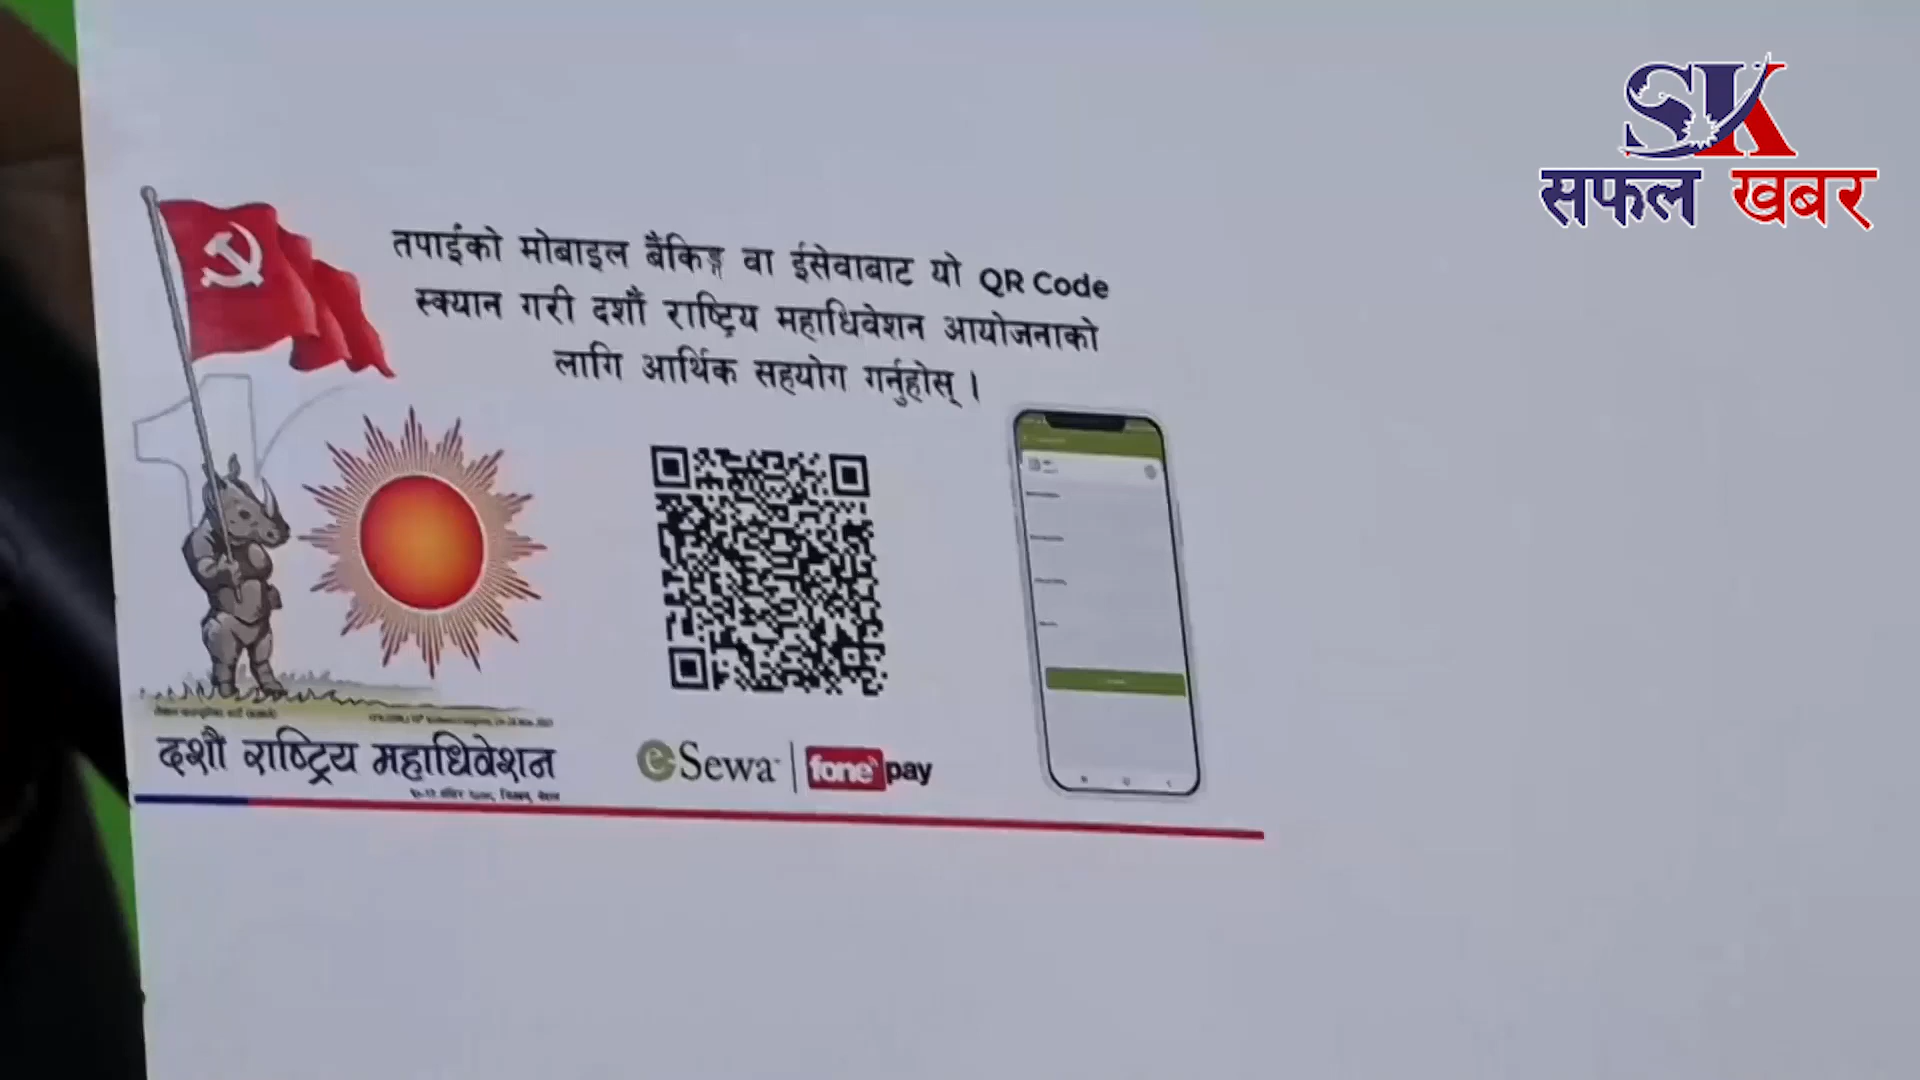 SK
सफल खबर
तपाईको मोबाइल बैंकिङ्ग वा ईसेवाबाट यो QR Code
स्क्यान गरी दशौं राष्ट्रिय महाधिवेशन आयोजनाको
लागि आर्थिक सहयोग गर्नुहोस् ।
दशौं राष्ट्रिय महाधिवेशन
eSewa
fonepay